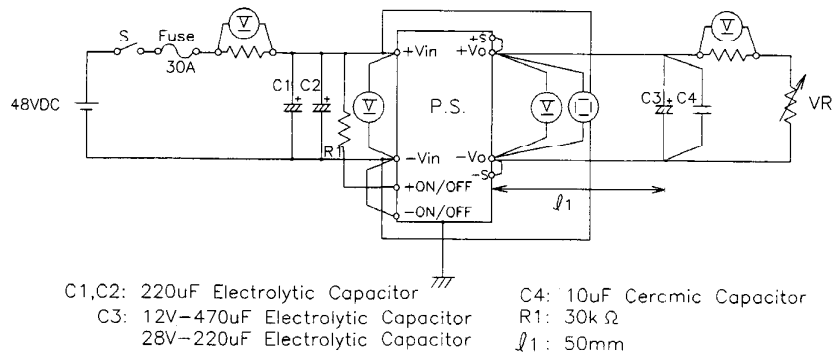 S Fuse
30A
V
C1 C2
+
+
48VDC
R1
V
+Vin
-Vin
+ON/OFF
-ON/OFF
P.S.
+S
+Vo
-Vo
-S
V
C3 C4
+
V
VR
ℓ1
C1,C2: 220uF Electrolytic Capacitor
C3: 12V-470uF Electrolytic Capacitor
28V-220uF Electrolytic Capacitor
C4: 10uF Cercmic Capacitor
R1: 30kΩ
ℓ1: 50mm